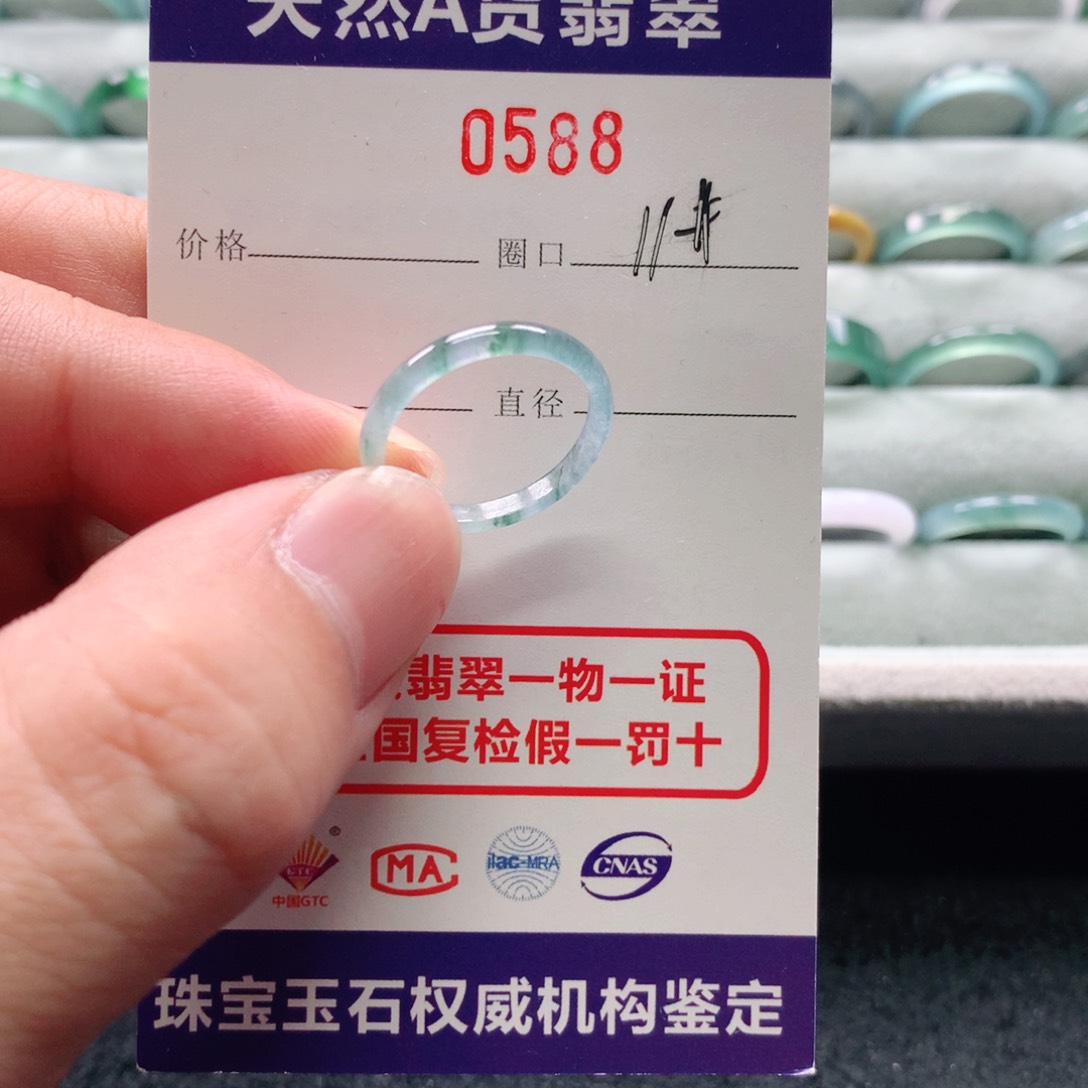 天然A货翡翠
0588
价格 圈口 11#
直径
翡翠一物一证
国复检假一罚十
GTC MA ilac-MRA CNAS
中国GTC
珠宝玉石权威机构鉴定